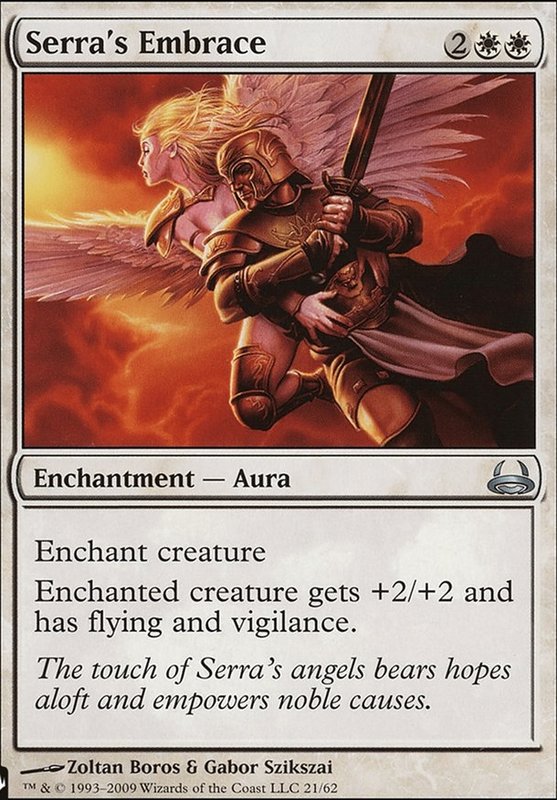 Serra's Embrace 2
Enchantment — Aura
Enchant creature
Enchanted creature gets +2/+2 and
has flying and vigilance.
The touch of Serra's angels bears hopes
aloft and empowers noble causes.
Zoltan Boros & Gabor Szikszai
™ & © 1993–2009 Wizards of the Coast LLC 21/62